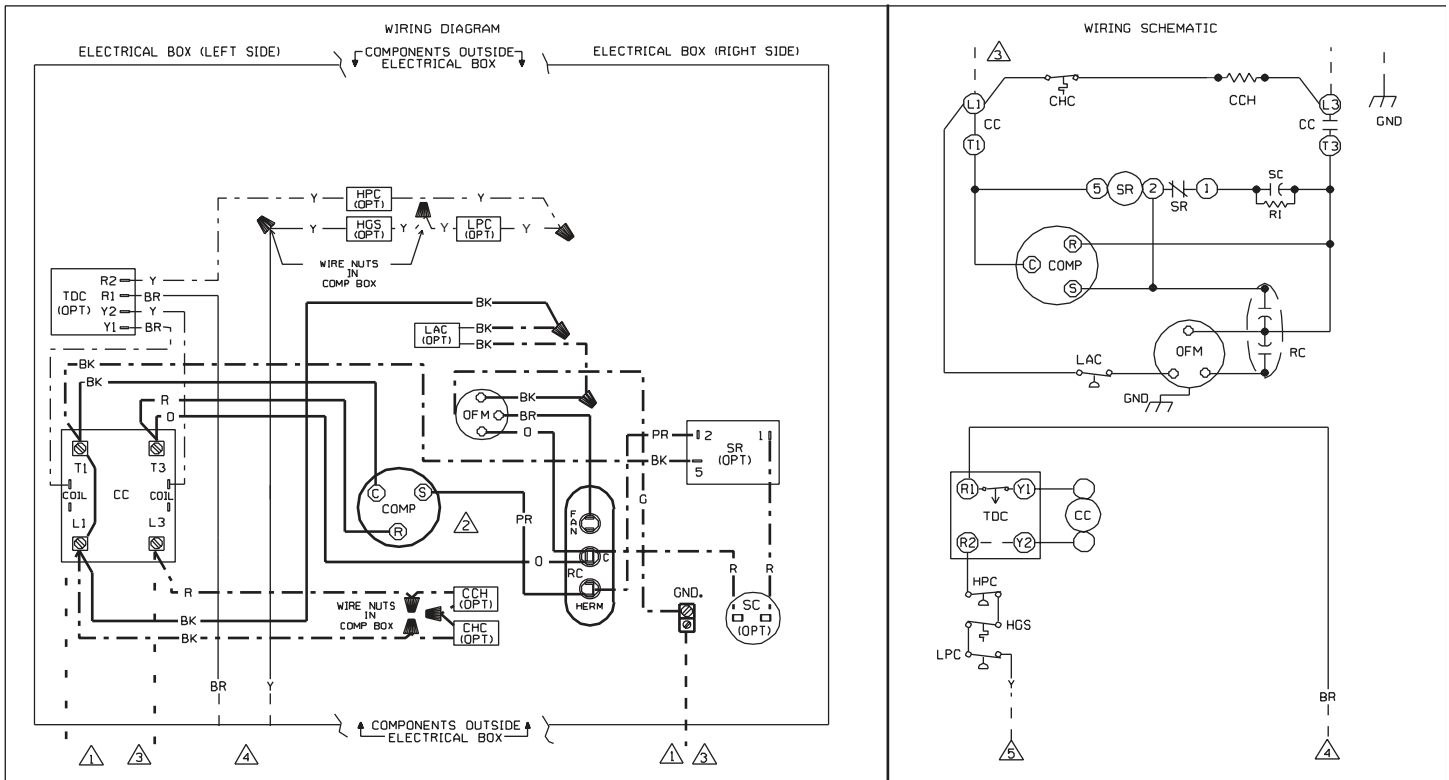 WIRING DIAGRAM
ELECTRICAL BOX (LEFT SIDE)
COMPONENTS OUTSIDE
ELECTRICAL BOX
ELECTRICAL BOX (RIGHT SIDE)
Y
HPC
(OPT)
Y
Y
HGS
(OPT)
Y
Y
LPC
(OPT)
Y
WIRE NUTS
IN
COMP BOX
TDC
(OPT)
R2
Y
R1
BR
Y2
Y
Y1
BR
BK
LAC
(OPT)
BK
BK
BK
BK
R
O
OFM
BK
BR
O
PR
BK
2
1
SR
(OPT)
5
T1
T3
COIL
CC
COIL
L1
L3
C
S
COMP
R
2
PR
G
FAN
C
RC
HERM
O
R
R
R
BK
BK
WIRE NUTS
IN
COMP BOX
CCH
(OPT)
CHC
(OPT)
GND.
SC
(OPT)
BR
Y
COMPONENTS OUTSIDE
ELECTRICAL BOX
1
3
4
1
3
WIRING SCHEMATIC
3
CHC
CCH
L1
L3
CC
CC
GND
T1
T3
5
SR
2
SR
1
SC
R1
R
C
COMP
S
OFM
RC
LAC
GND
R1
Y1
TDC
CC
R2
Y2
HPC
HGS
LPC
Y
BR
5
4